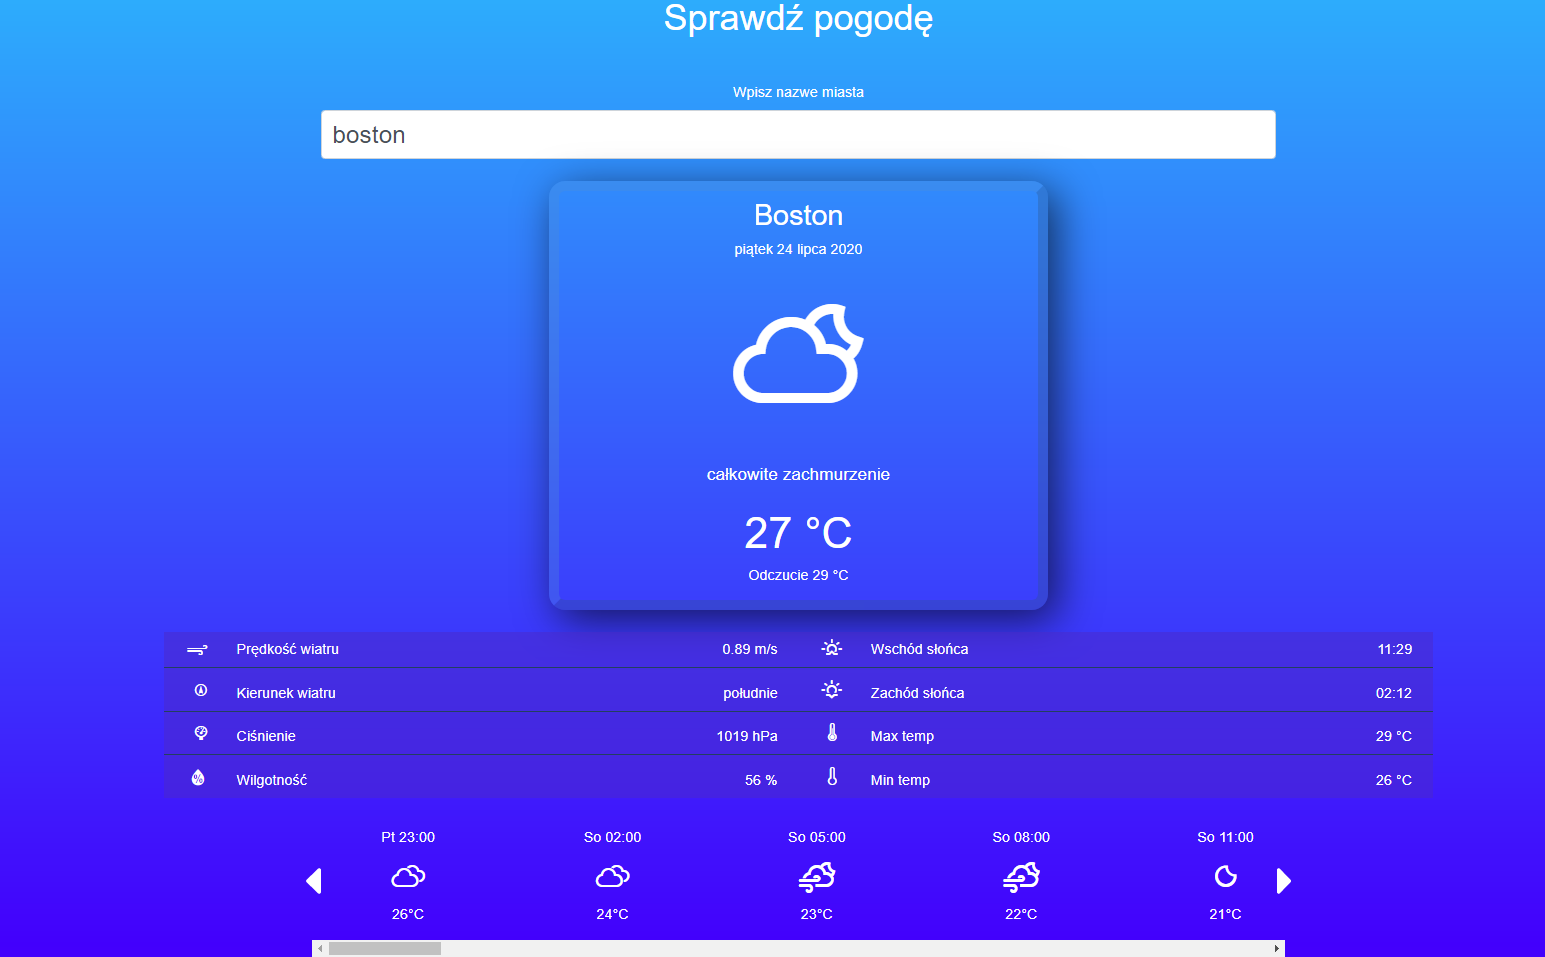 Sprawdź pogodę
Wpisz nazwe miasta
boston
Boston
piątek 24 lipca 2020
całkowite zachmurzenie
27 °C
Odczucie 29 °C
Prędkość wiatru 0.89 m/s Wschód słońca 11:29
Kierunek wiatru południe Zachód słońca 02:12
Ciśnienie 1019 hPa Max temp 29 °C
Wilgotność 56 % Min temp 26 °C
Pt 23:00 So 02:00 So 05:00 So 08:00 So 11:00
26°C 24°C 23°C 22°C 21°C